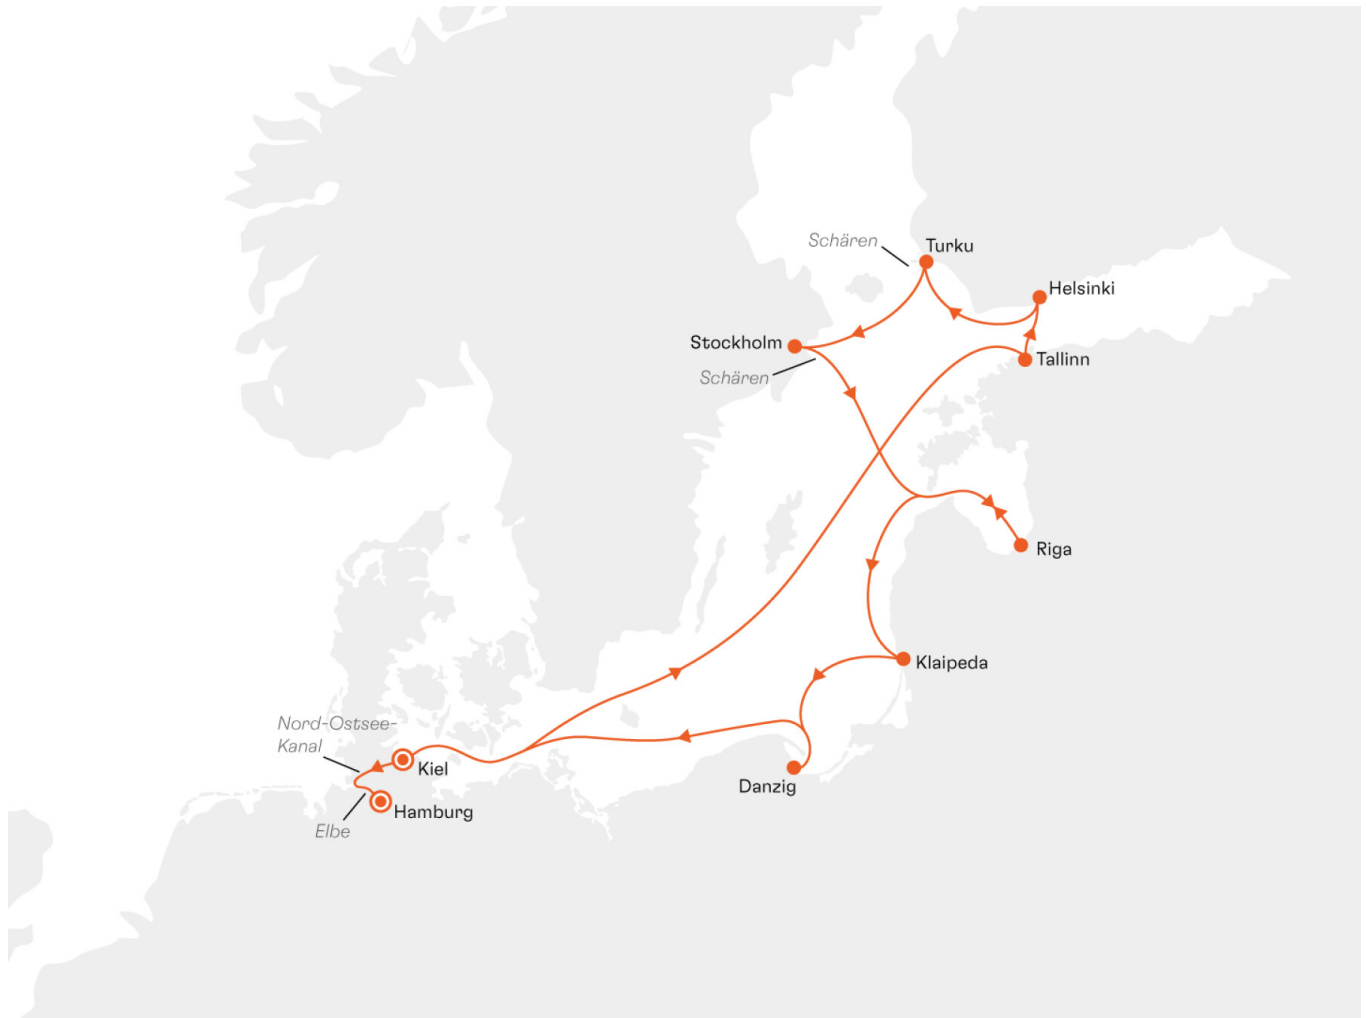 Schären
Turku
Helsinki
Stockholm
Tallinn
Schären
Riga
Klaipeda
Nord-Ostsee-
Kanal
Kiel
Danzig
Hamburg
Elbe